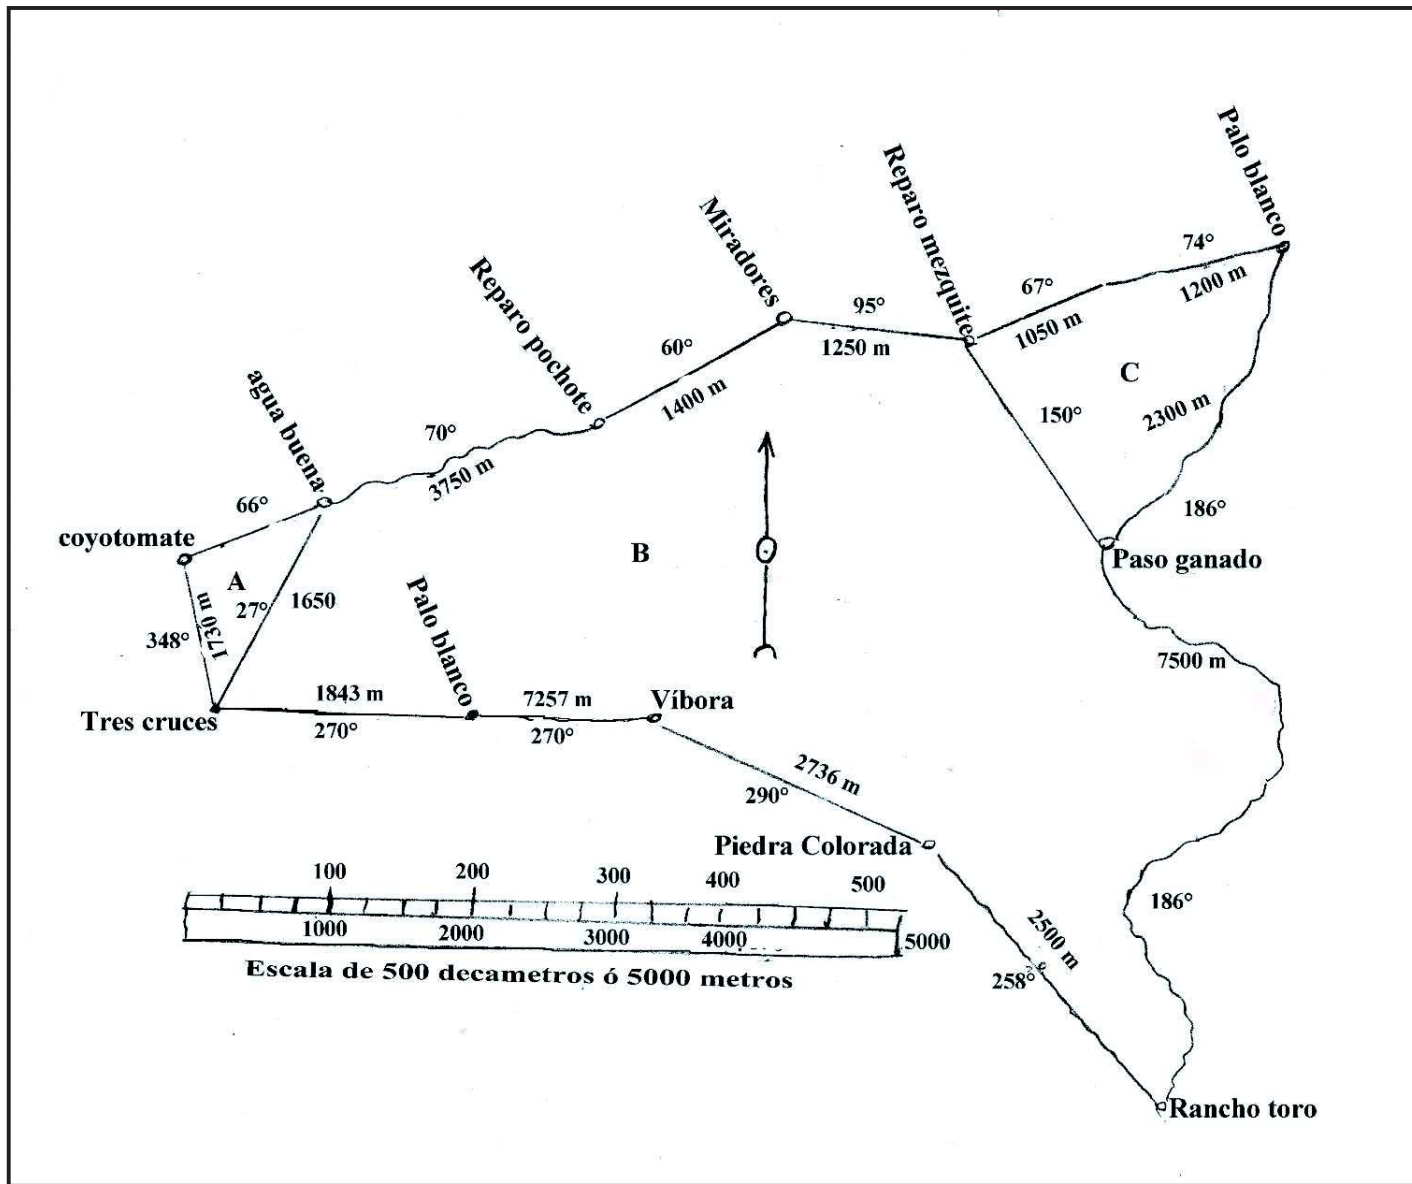 Palo blanco
Reparo mezquite
Miradores
Reparo pochote
agua buena
74°
1200 m
67°
1050 m
95°
1250 m
60°
1400 m
C
2300 m
150°
70°
3750 m
66°
coyotomate
186°
Paso ganado
B
A
27°
1650
1730 m
348°
Palo blanco
7500 m
Tres cruces
1843 m
270°
7257 m
270°
Víbora
2736 m
290°
Piedra Colorada
100 200 300 400 500
1000 2000 3000 4000 5000
Escala de 500 decametros ó 5000 metros
186°
2500 m
258°
Rancho toro